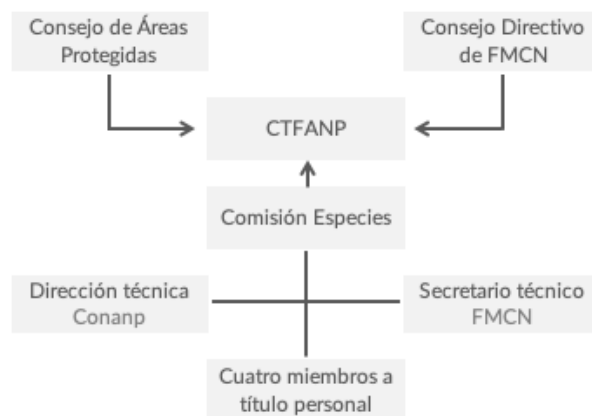 Consejo de Áreas
Protegidas
Consejo Directivo
de FMCN
CTFANP
Comisión Especies
Dirección técnica
Conanp
Secretario técnico
FMCN
Cuatro miembros a
título personal